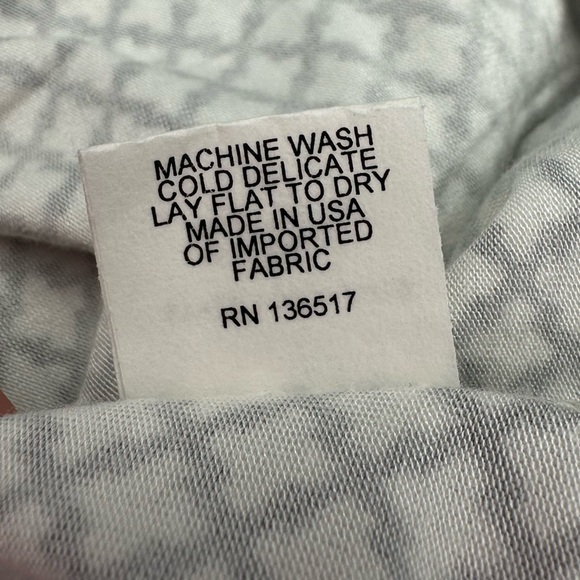 MACHINE WASH
COLD DELICATE
LAY FLAT TO DRY
MADE IN USA
OF IMPORTED
FABRIC
RN 136517